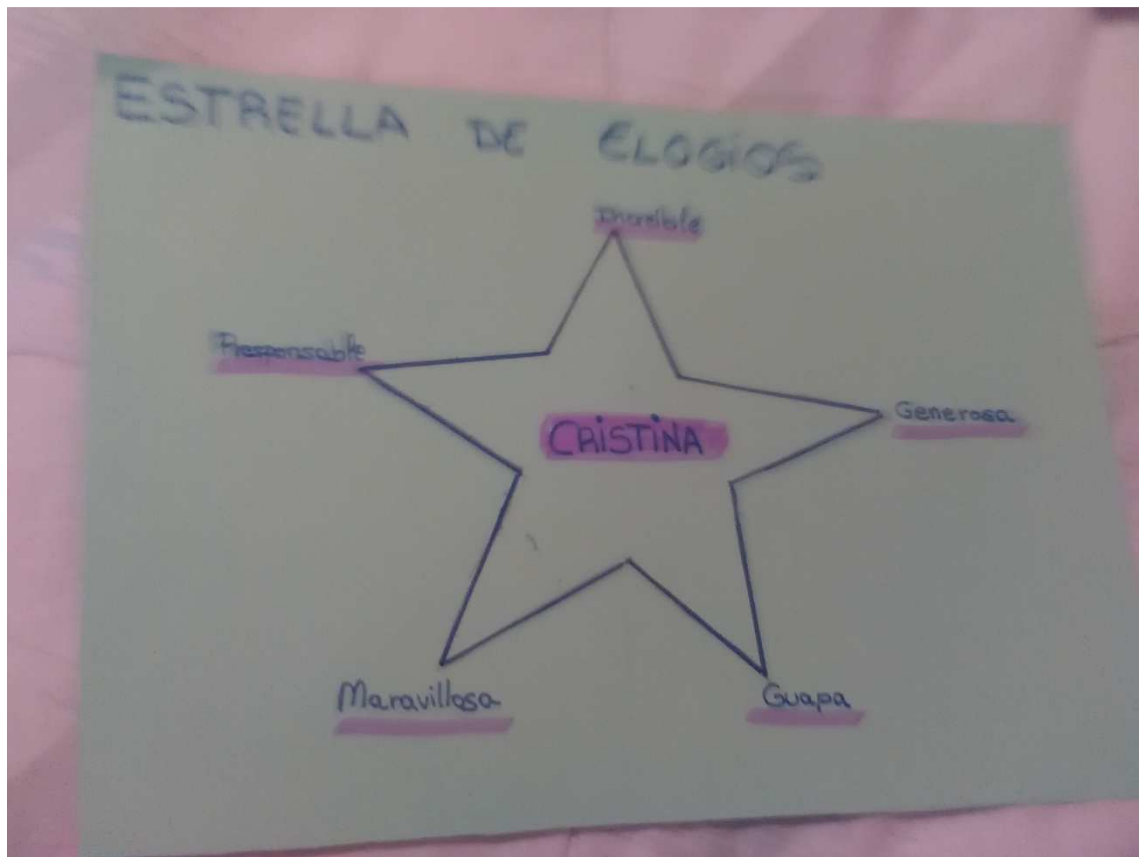 ESTRELLA DE ELOGiOS
Increíble
Responsable
Generosa
CRiSTiNA
Maravillosa
Guapa